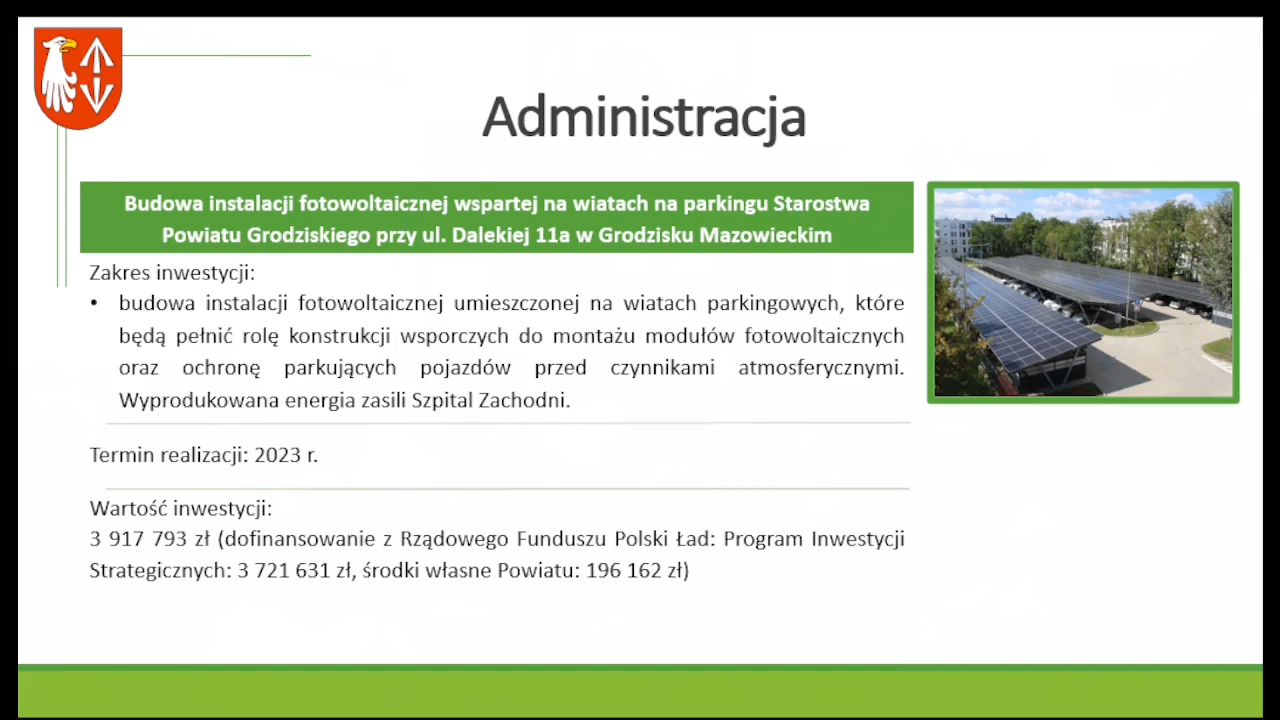 Administracja
Budowa instalacji fotowoltaicznej wspartej na wiatach na parkingu Starostwa
Powiatu Grodziskiego przy ul. Dalekiej 11a w Grodzisku Mazowieckim
Zakres inwestycji:
• budowa instalacji fotowoltaicznej umieszczonej na wiatach parkingowych, które
będą pełnić rolę konstrukcji wsporczych do montażu modułów fotowoltaicznych
oraz ochronę parkujących pojazdów przed czynnikami atmosferycznymi.
Wyprodukowana energia zasili Szpital Zachodni.
Termin realizacji: 2023 r.
Wartość inwestycji:
3 917 793 zł (dofinansowanie z Rządowego Funduszu Polski Ład: Program Inwestycji
Strategicznych: 3 721 631 zł, środki własne Powiatu: 196 162 zł)